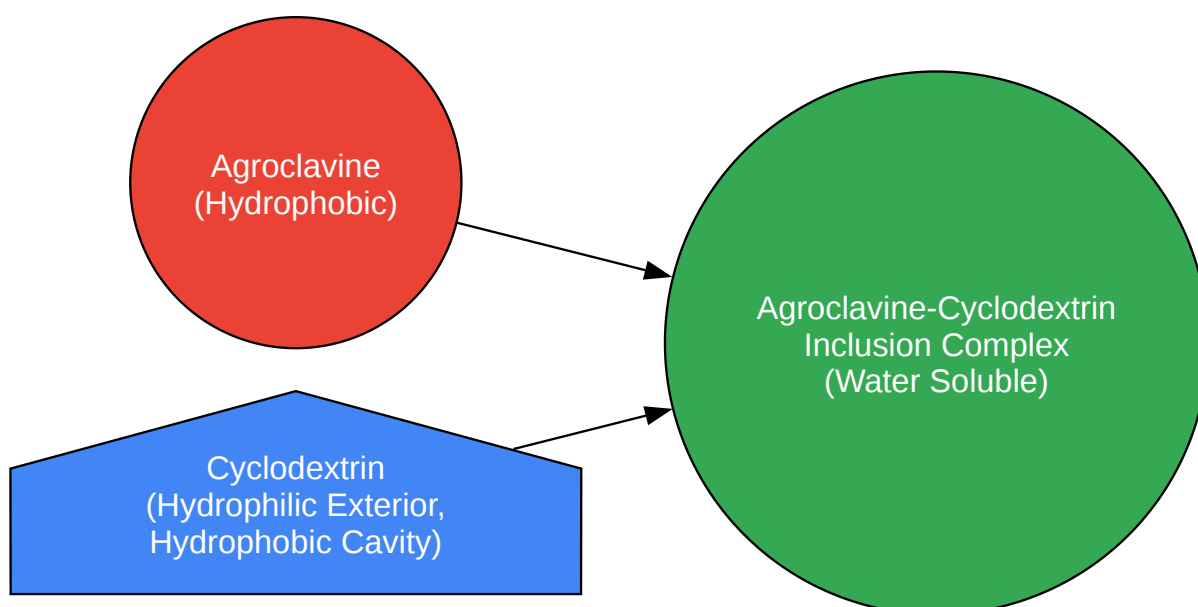 Agroclavine
(Hydrophobic)
Cyclodextrin
(Hydrophilic Exterior,
Hydrophobic Cavity)
Agroclavine-Cyclodextrin
Inclusion Complex
(Water Soluble)